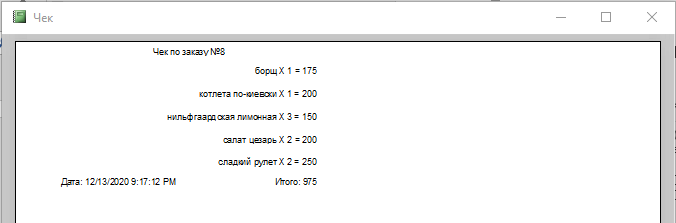 Чек
Чек по заказу №8
борщ X 1 = 175
котлета по-киевски X 1 = 200
нильфгаардская лимонная X 3 = 150
салат цезарь X 2 = 200
сладкий рулет X 2 = 250
Дата: 12/13/2020 9:17:12 PM Итого: 975